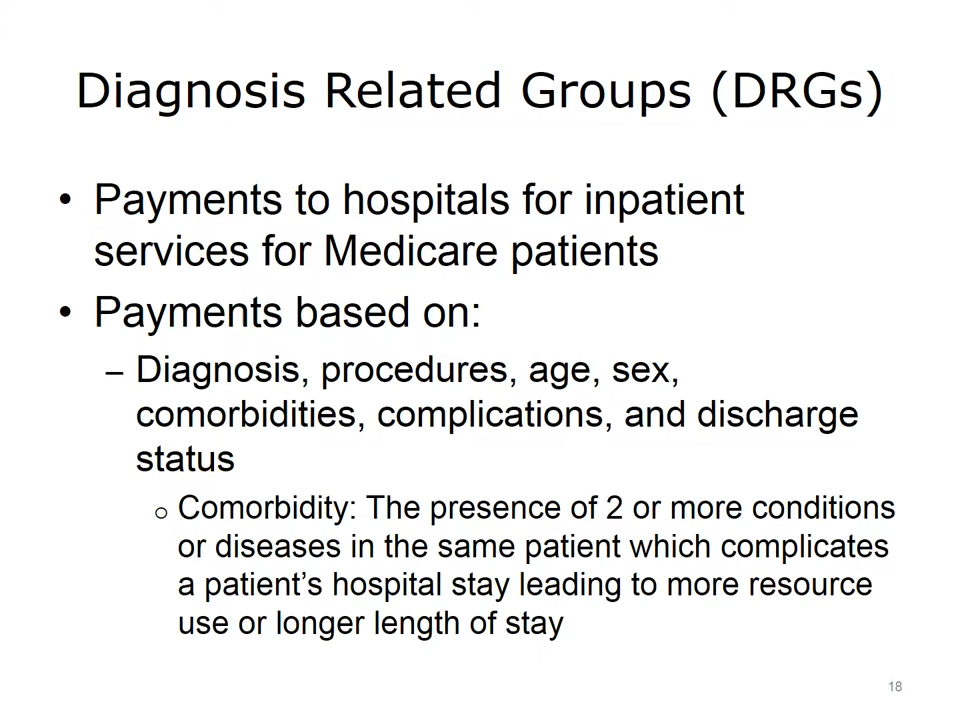 Diagnosis Related Groups (DRGs)
• Payments to hospitals for inpatient
services for Medicare patients
• Payments based on:
– Diagnosis, procedures, age, sex,
comorbidities, complications, and discharge
status
o Comorbidity: The presence of 2 or more conditions
or diseases in the same patient which complicates
a patient’s hospital stay leading to more resource
use or longer length of stay
18